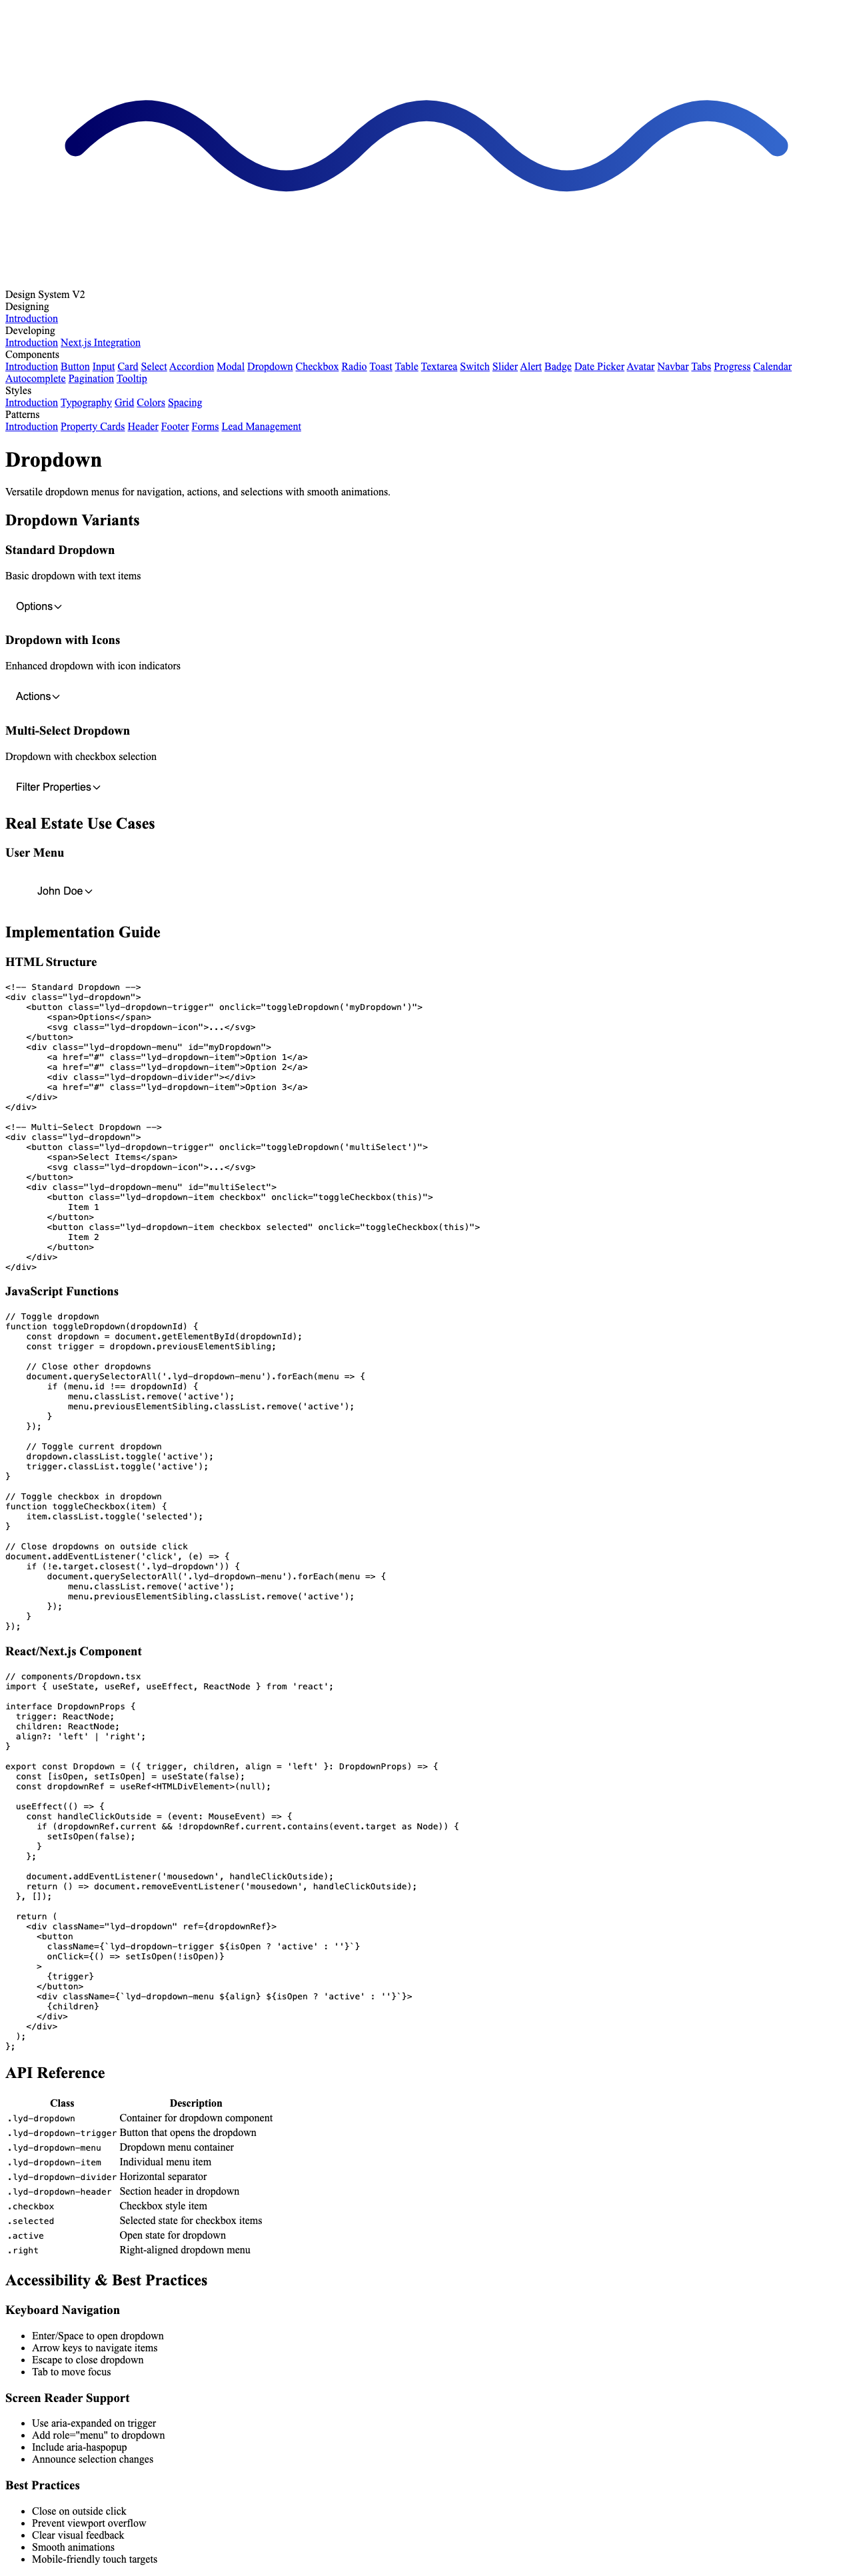 Design System V2
Designing
Introduction
Developing
Introduction Next.js Integration
Components
Introduction Button Input Card Select Accordion Modal Dropdown Checkbox Radio Toast Table Textarea Switch Slider Alert Badge Date Picker Avatar Navbar Tabs Progress Calendar
Autocomplete Pagination Tooltip
Styles
Introduction Typography Grid Colors Spacing
Patterns
Introduction Property Cards Header Footer Forms Lead Management
Dropdown
Versatile dropdown menus for navigation, actions, and selections with smooth animations.
Dropdown Variants
Standard Dropdown
Basic dropdown with text items
Options
Dropdown with Icons
Enhanced dropdown with icon indicators
Actions
Multi-Select Dropdown
Dropdown with checkbox selection
Filter Properties
Real Estate Use Cases
User Menu
John Doe
Implementation Guide
HTML Structure
<!-- Standard Dropdown -->
<div class="lyd-dropdown">
    <button class="lyd-dropdown-trigger" onclick="toggleDropdown('myDropdown')">
        <span>Options</span>
        <svg class="lyd-dropdown-icon">...</svg>
    </button>
    <div class="lyd-dropdown-menu" id="myDropdown">
        <a href="#" class="lyd-dropdown-item">Option 1</a>
        <a href="#" class="lyd-dropdown-item">Option 2</a>
        <div class="lyd-dropdown-divider"></div>
        <a href="#" class="lyd-dropdown-item">Option 3</a>
    </div>
</div>
<!-- Multi-Select Dropdown -->
<div class="lyd-dropdown">
    <button class="lyd-dropdown-trigger" onclick="toggleDropdown('multiSelect')">
        <span>Select Items</span>
        <svg class="lyd-dropdown-icon">...</svg>
    </button>
    <div class="lyd-dropdown-menu" id="multiSelect">
        <button class="lyd-dropdown-item checkbox" onclick="toggleCheckbox(this)">
            Item 1
        </button>
        <button class="lyd-dropdown-item checkbox selected" onclick="toggleCheckbox(this)">
            Item 2
        </button>
    </div>
</div>
JavaScript Functions
// Toggle dropdown
function toggleDropdown(dropdownId) {
    const dropdown = document.getElementById(dropdownId);
    const trigger = dropdown.previousElementSibling;
    // Close other dropdowns
    document.querySelectorAll('.lyd-dropdown-menu').forEach(menu => {
        if (menu.id !== dropdownId) {
            menu.classList.remove('active');
            menu.previousElementSibling.classList.remove('active');
        }
    });
    // Toggle current dropdown
    dropdown.classList.toggle('active');
    trigger.classList.toggle('active');
}
// Toggle checkbox in dropdown
function toggleCheckbox(item) {
    item.classList.toggle('selected');
}
// Close dropdowns on outside click
document.addEventListener('click', (e) => {
    if (!e.target.closest('.lyd-dropdown')) {
        document.querySelectorAll('.lyd-dropdown-menu').forEach(menu => {
            menu.classList.remove('active');
            menu.previousElementSibling.classList.remove('active');
        });
    }
});
React/Next.js Component
// components/Dropdown.tsx
import { useState, useRef, useEffect, ReactNode } from 'react';
interface DropdownProps {
  trigger: ReactNode;
  children: ReactNode;
  align?: 'left' | 'right';
}
export const Dropdown = ({ trigger, children, align = 'left' }: DropdownProps) => {
  const [isOpen, setIsOpen] = useState(false);
  const dropdownRef = useRef<HTMLDivElement>(null);
  useEffect(() => {
    const handleClickOutside = (event: MouseEvent) => {
      if (dropdownRef.current && !dropdownRef.current.contains(event.target as Node)) {
        setIsOpen(false);
      }
    };
    document.addEventListener('mousedown', handleClickOutside);
    return () => document.removeEventListener('mousedown', handleClickOutside);
  }, []);
  return (
    <div className="lyd-dropdown" ref={dropdownRef}>
      <button
        className={`lyd-dropdown-trigger ${isOpen ? 'active' : ''}`}
        onClick={() => setIsOpen(!isOpen)}
      >
        {trigger}
      </button>
      <div className={`lyd-dropdown-menu ${align} ${isOpen ? 'active' : ''}`}>
        {children}
      </div>
    </div>
  );
};
API Reference
Class Description
.lyd-dropdown Container for dropdown component
.lyd-dropdown-trigger Button that opens the dropdown
.lyd-dropdown-menu Dropdown menu container
.lyd-dropdown-item Individual menu item
.lyd-dropdown-divider Horizontal separator
.lyd-dropdown-header Section header in dropdown
.checkbox Checkbox style item
.selected Selected state for checkbox items
.active Open state for dropdown
.right Right-aligned dropdown menu
Accessibility & Best Practices
Keyboard Navigation
• Enter/Space to open dropdown
• Arrow keys to navigate items
• Escape to close dropdown
• Tab to move focus
Screen Reader Support
• Use aria-expanded on trigger
• Add role="menu" to dropdown
• Include aria-haspopup
• Announce selection changes
Best Practices
• Close on outside click
• Prevent viewport overflow
• Clear visual feedback
• Smooth animations
• Mobile-friendly touch targets